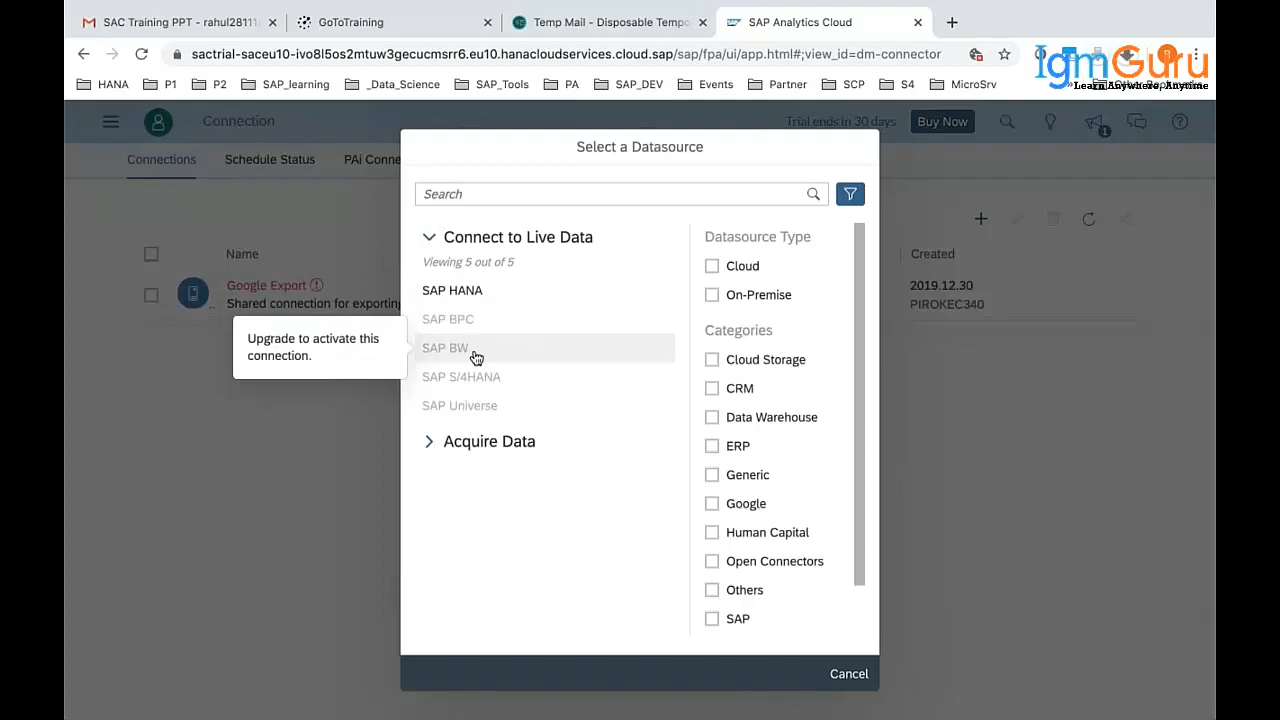 SAC Training PPT - rahul2811
GoToTraining
Temp Mail - Disposable Tempo
SAP Analytics Cloud
sactrial-saceu10-ivo8l5os2mtuw3gecucmsrr6.eu10.hanacloudservices.cloud.sap/sap/fpa/ui/app.html#;view_id=dm-connector
IgmGuru
Learn Anywhere, Anytime
HANA
P1
P2
SAP_learning
_Data_Science
SAP_Tools
PA
SAP_DEV
Events
Partner
SCP
S4
MicroSrv
Connection
Trial ends in 30 days
Buy Now
1
Connections
Schedule Status
PAi Conne
Select a Datasource
Search
Connect to Live Data
Viewing 5 out of 5
SAP HANA
SAP BPC
SAP BW
SAP S/4HANA
SAP Universe
Acquire Data
Datasource Type
Cloud
On-Premise
Categories
Cloud Storage
CRM
Data Warehouse
ERP
Generic
Google
Human Capital
Open Connectors
Others
SAP
Cancel
Name
Created
Google Export
Shared connection for exporting
2019.12.30
PIROKEC340
Upgrade to activate this
connection.